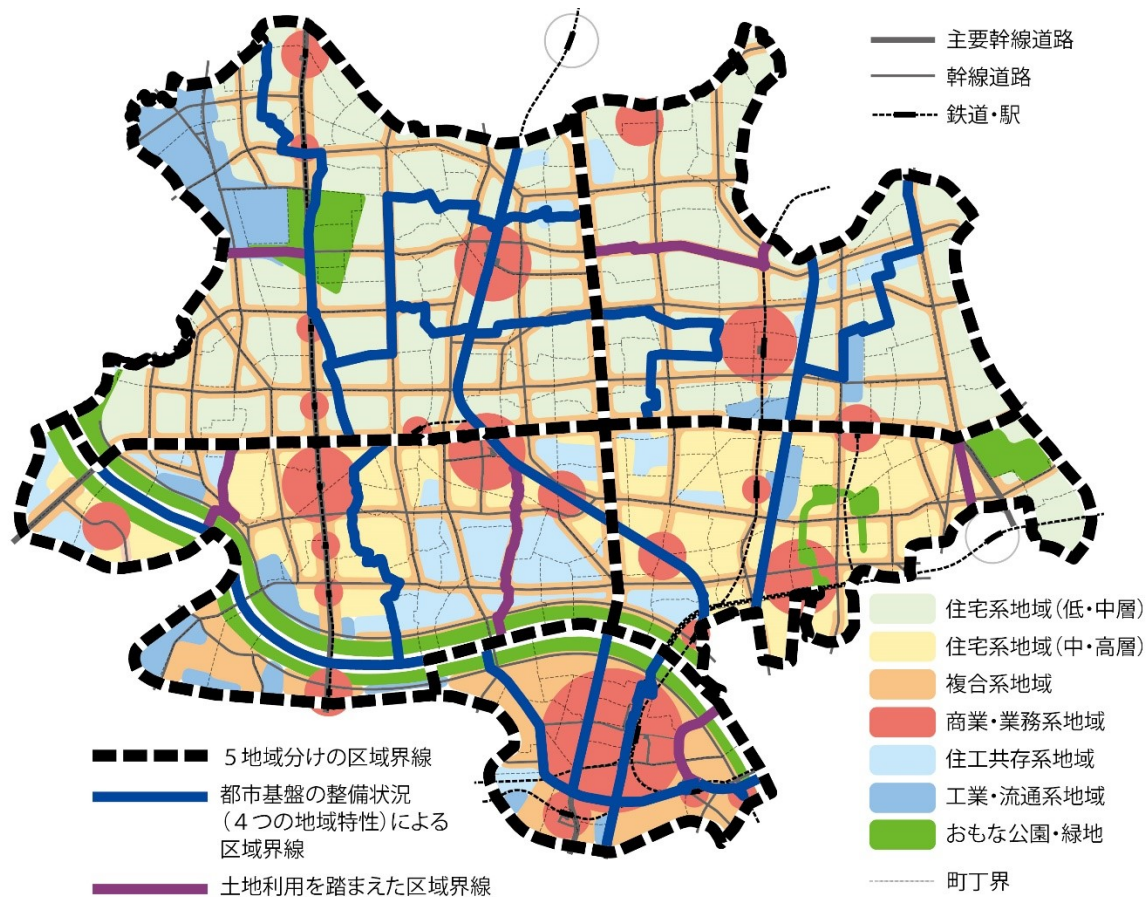 主要幹線道路
幹線道路
鉄道・駅
住宅系地域(低・中層)
住宅系地域(中・高層)
複合系地域
商業・業務系地域
住工共存系地域
工業・流通系地域
おもな公園・緑地
町丁界
5地域分けの区域界線
都市基盤の整備状況
(4つの地域特性)による
区域界線
土地利用を踏まえた区域界線